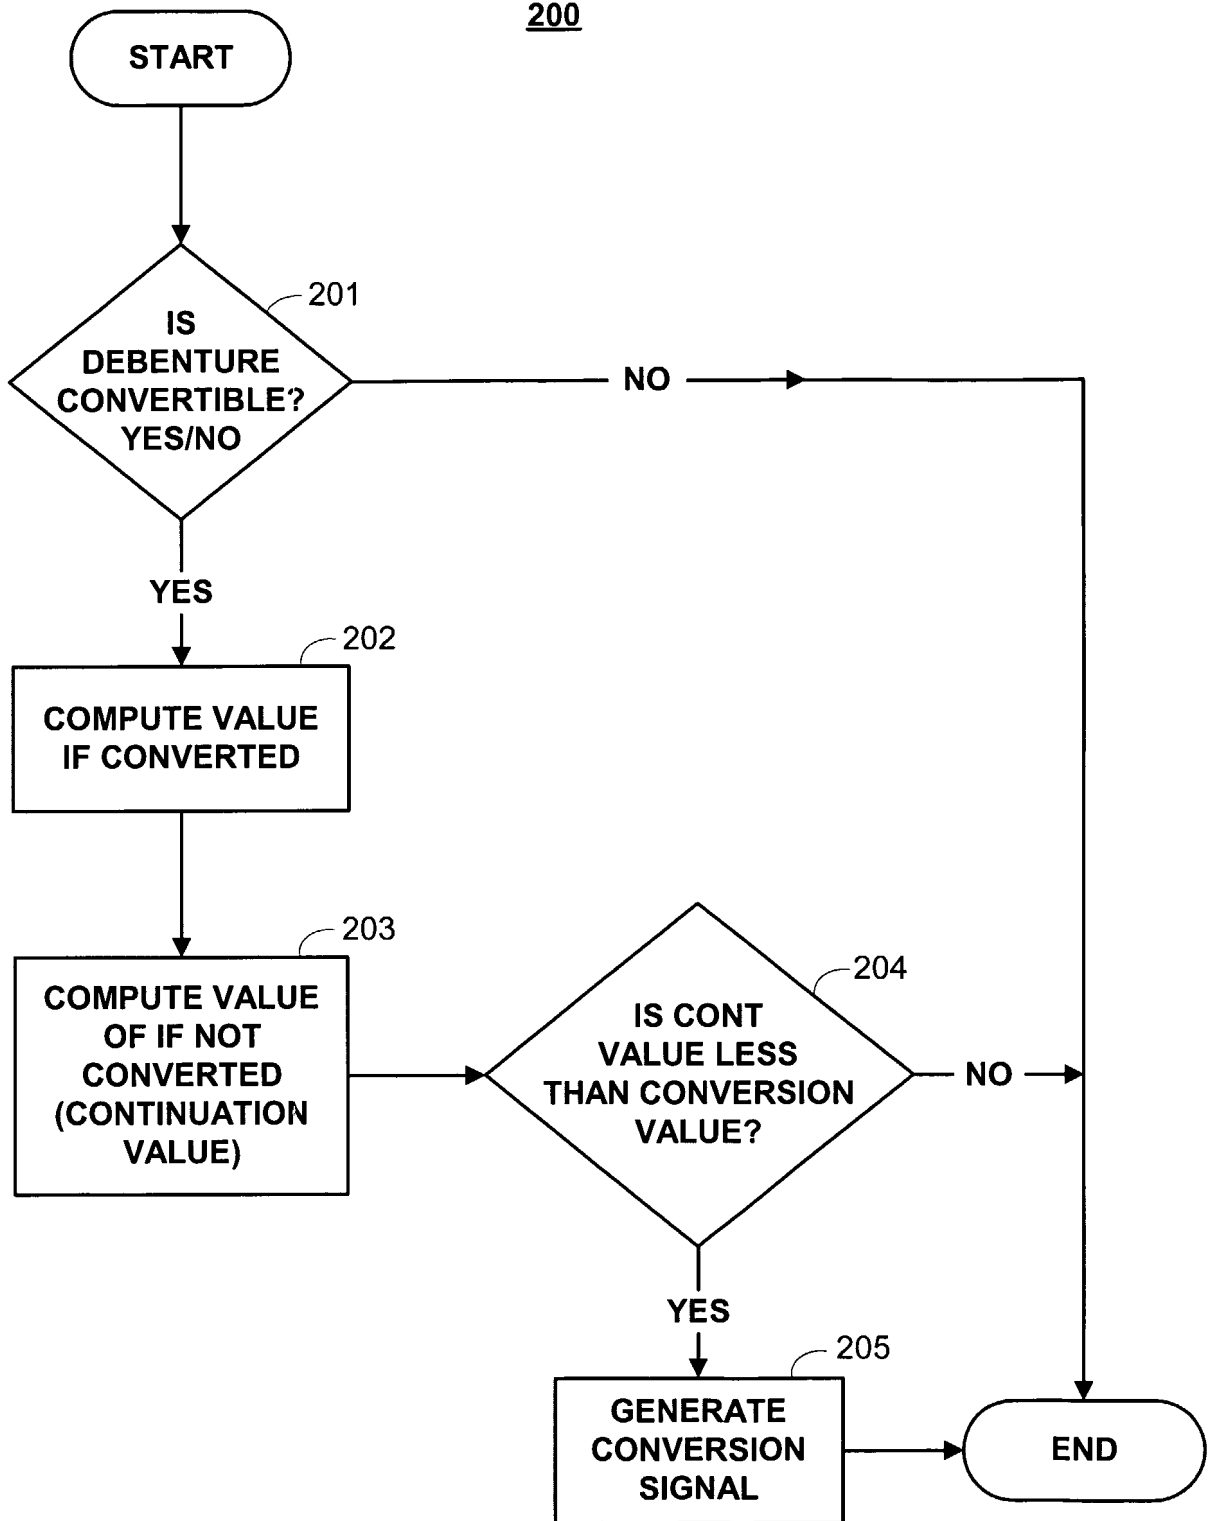 200
START
201
IS
DEBENTURE
CONVERTIBLE?
YES/NO
NO
YES
202
COMPUTE VALUE
IF CONVERTED
203
COMPUTE VALUE
OF IF NOT
CONVERTED
(CONTINUATION
VALUE)
204
IS CONT
VALUE LESS
THAN CONVERSION
VALUE?
NO
YES
205
GENERATE
CONVERSION
SIGNAL
END